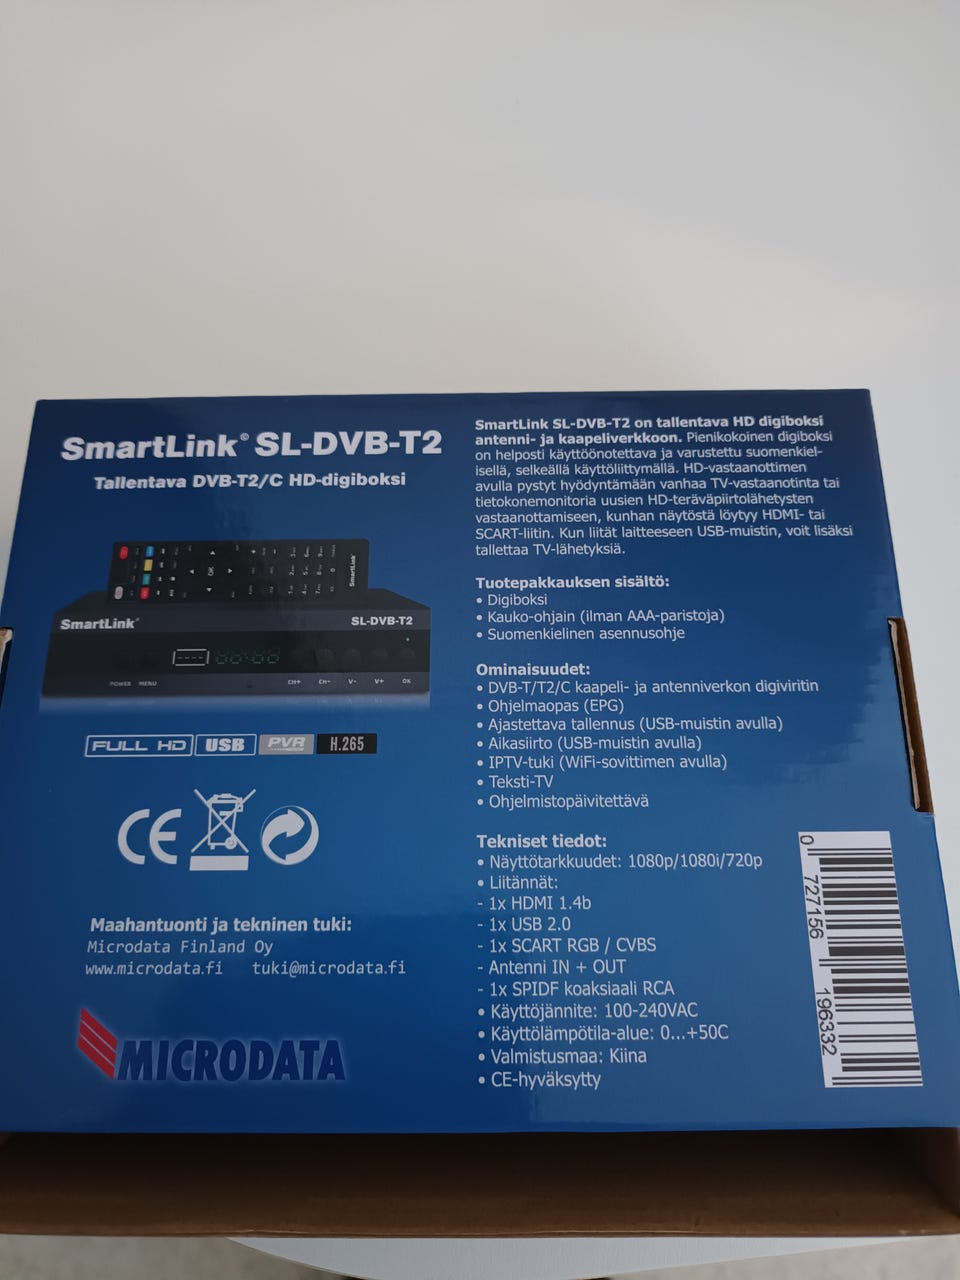 SmartLink® SL-DVB-T2
Tallentava DVB-T2/C HD-digiboksi
SmartLink
SmartLink®
SL-DVB-T2
POWER MENU
CH+ CH- V- V+ OK
FULL HD USB PVR H.265
CE
Maahantuonti ja tekninen tuki:
Microdata Finland Oy
www.microdata.fi tuki@microdata.fi
MICRODATA
SmartLink SL-DVB-T2 on tallentava HD digiboksi
antenni- ja kaapeliverkkoon. Pienikokoinen digiboksi
on helposti käyttöönotettava ja varustettu suomenkiel-
isellä, selkeällä käyttöliittymällä. HD-vastaanottimen
avulla pystyt hyödyntämään vanhaa TV-vastaanotinta tai
tietokonemonitoria uusien HD-teräväpiirtolähetysten
vastaanottamiseen, kunhan näytöstä löytyy HDMI- tai
SCART-liitin. Kun liität laitteeseen USB-muistin, voit lisäksi
tallettaa TV-lähetyksiä.
Tuotepakkauksen sisältö:
• Digiboksi
• Kauko-ohjain (ilman AAA-paristoja)
• Suomenkielinen asennusohje
Ominaisuudet:
• DVB-T/T2/C kaapeli- ja antenniverkon digiviritin
• Ohjelmaopas (EPG)
• Ajastettava tallennus (USB-muistin avulla)
• Aikasiirto (USB-muistin avulla)
• IPTV-tuki (WiFi-sovittimen avulla)
• Teksti-TV
• Ohjelmistopäivitettävä
Tekniset tiedot:
• Näyttötarkkuudet: 1080p/1080i/720p
• Liitännät:
- 1x HDMI 1.4b
- 1x USB 2.0
- 1x SCART RGB / CVBS
- Antenni IN + OUT
- 1x SPIDF koaksiaali RCA
• Käyttöjännite: 100-240VAC
• Käyttölämpötila-alue: 0...+50C
• Valmistusmaa: Kiina
• CE-hyväksytty
0 727156 196332